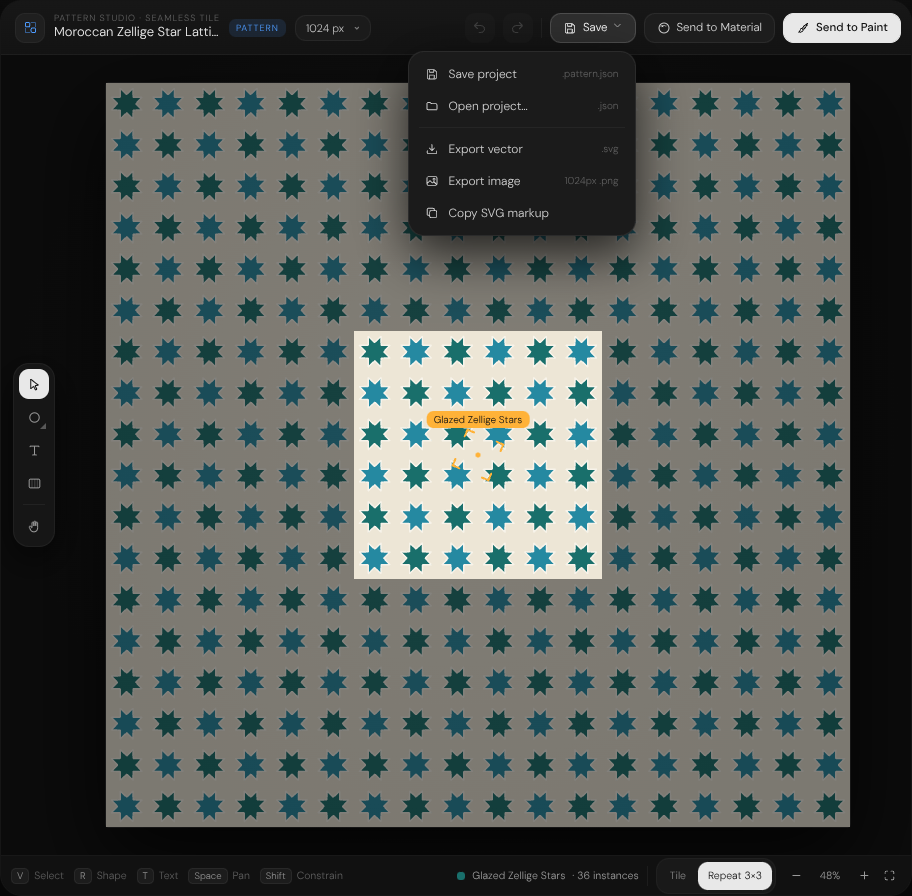 PATTERN STUDIO · SEAMLESS TILE
Moroccan Zellige Star Latti...
PATTERN
1024 px
Save
Send to Material
Send to Paint
Save project .pattern.json
Open project... .json
Export vector .svg
Export image 1024px .png
Copy SVG markup
Glazed Zellige Stars
V Select R Shape T Text Space Pan Shift Constrain
Glazed Zellige Stars · 36 instances
Tile
Repeat 3×3
− 48% +